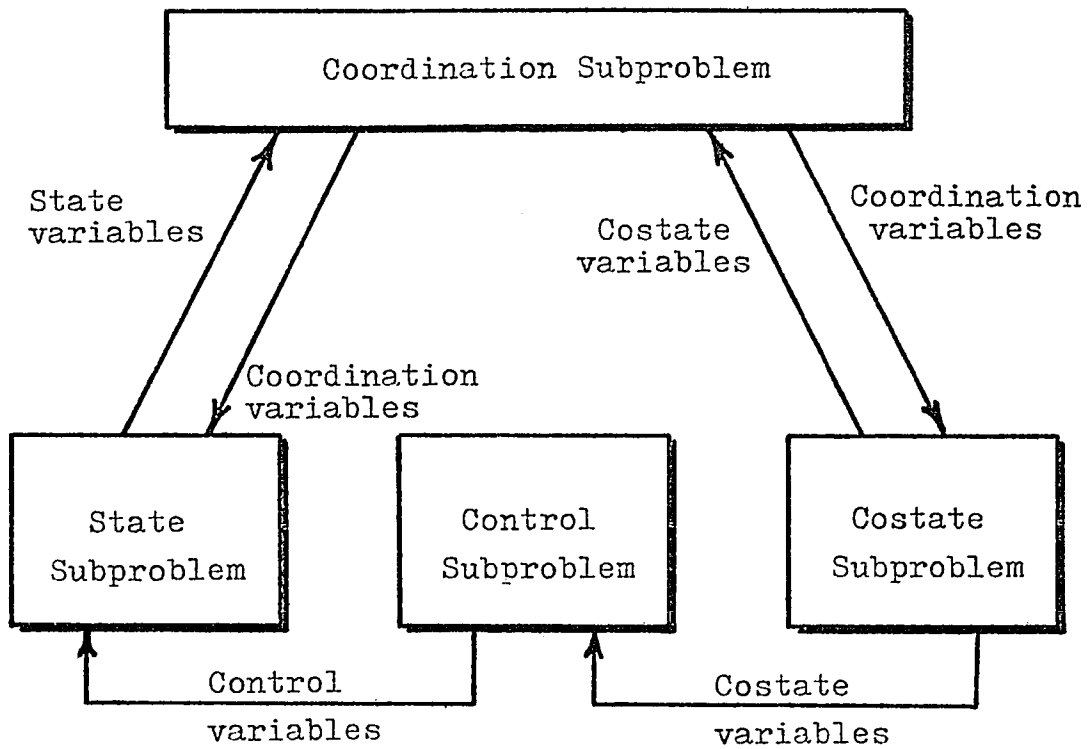 Coordination Subproblem
State
variables
Costate
variables
Coordination
variables
Coordination
variables
State
Subproblem
Control
Subproblem
Costate
Subproblem
Control
variables
Costate
variables